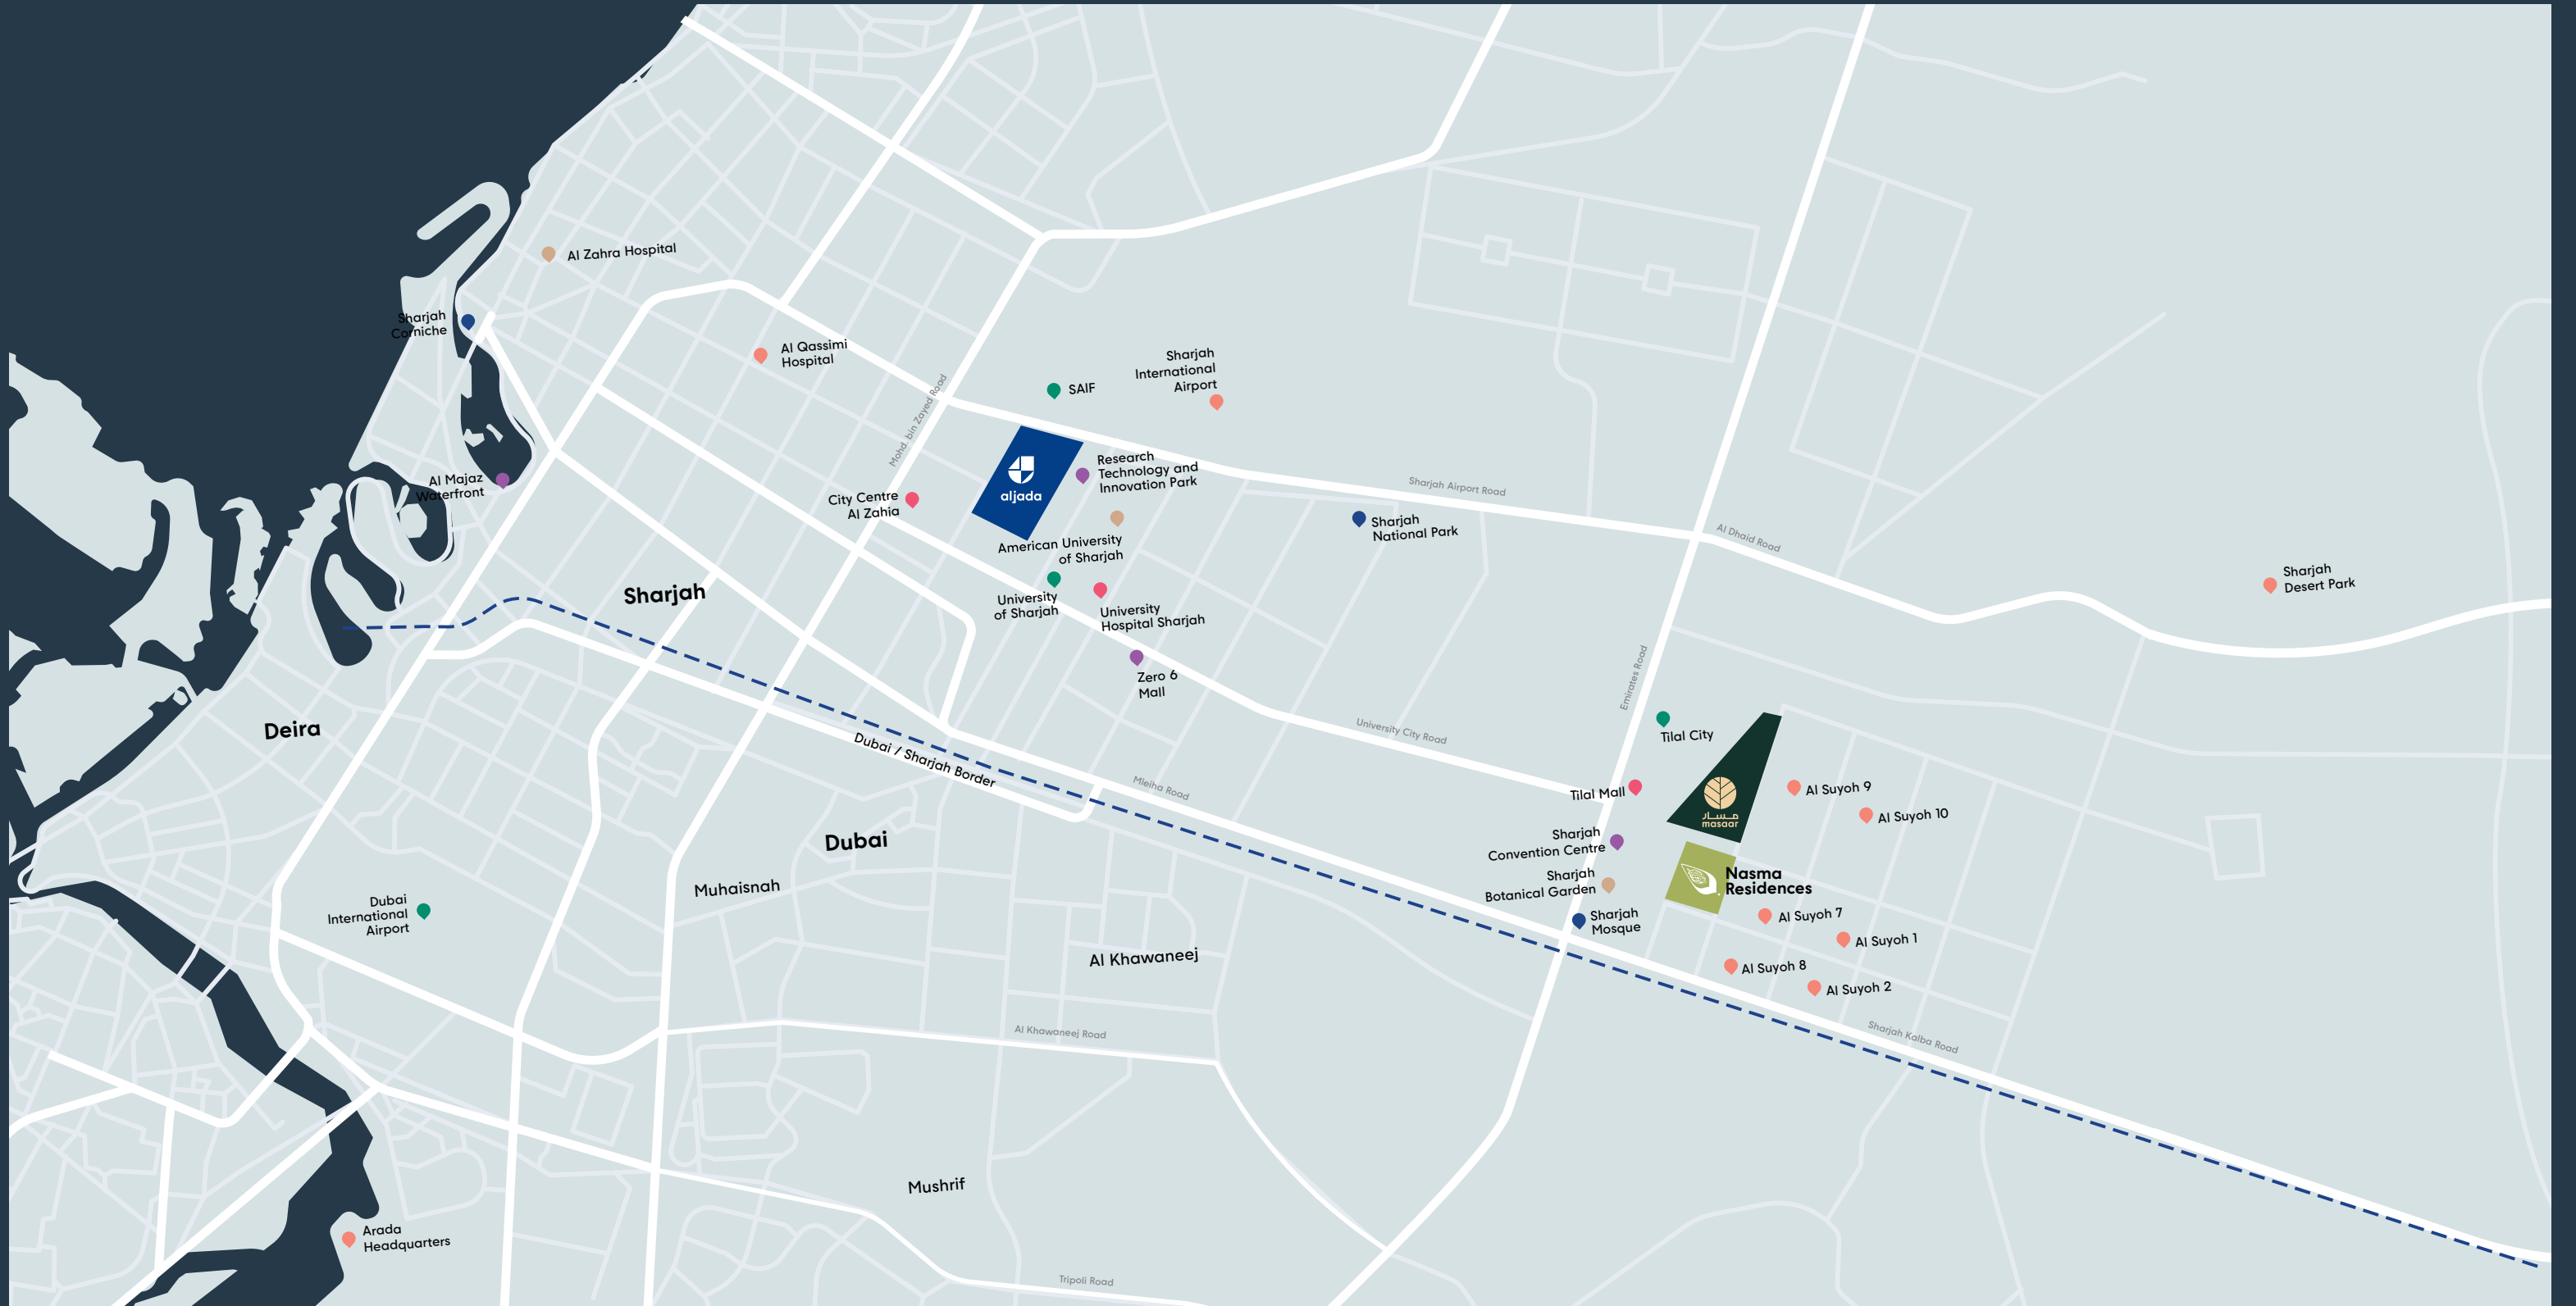 Al Zahra Hospital
Sharjah
Corniche
Al Qassimi
Hospital
Mohd. bin Zayed Road
SAIF
Sharjah
International
Airport
aljada
Research
Technology and
Innovation Park
Al Majaz
Waterfront
City Centre
Al Zahia
Sharjah Airport Road
Sharjah
National Park
Al Dhaid Road
American University
of Sharjah
Sharjah
Desert Park
Sharjah
University
of Sharjah
University
Hospital Sharjah
Zero 6
Mall
Emirates Road
Deira
Dubai / Sharjah Border
University City Road
Tilal City
Mleiha Road
Tilal Mall
مسار
masaar
Al Suyoh 9
Al Suyoh 10
Dubai
Sharjah
Convention Centre
Muhaisnah
Sharjah
Botanical Garden
Nasma
Residences
Dubai
International
Airport
Sharjah
Mosque
Al Suyoh 7
Al Suyoh 1
Al Khawaneej
Al Suyoh 8
Al Suyoh 2
Al Khawaneej Road
Sharjah Kalba Road
Mushrif
Arada
Headquarters
Tripoli Road